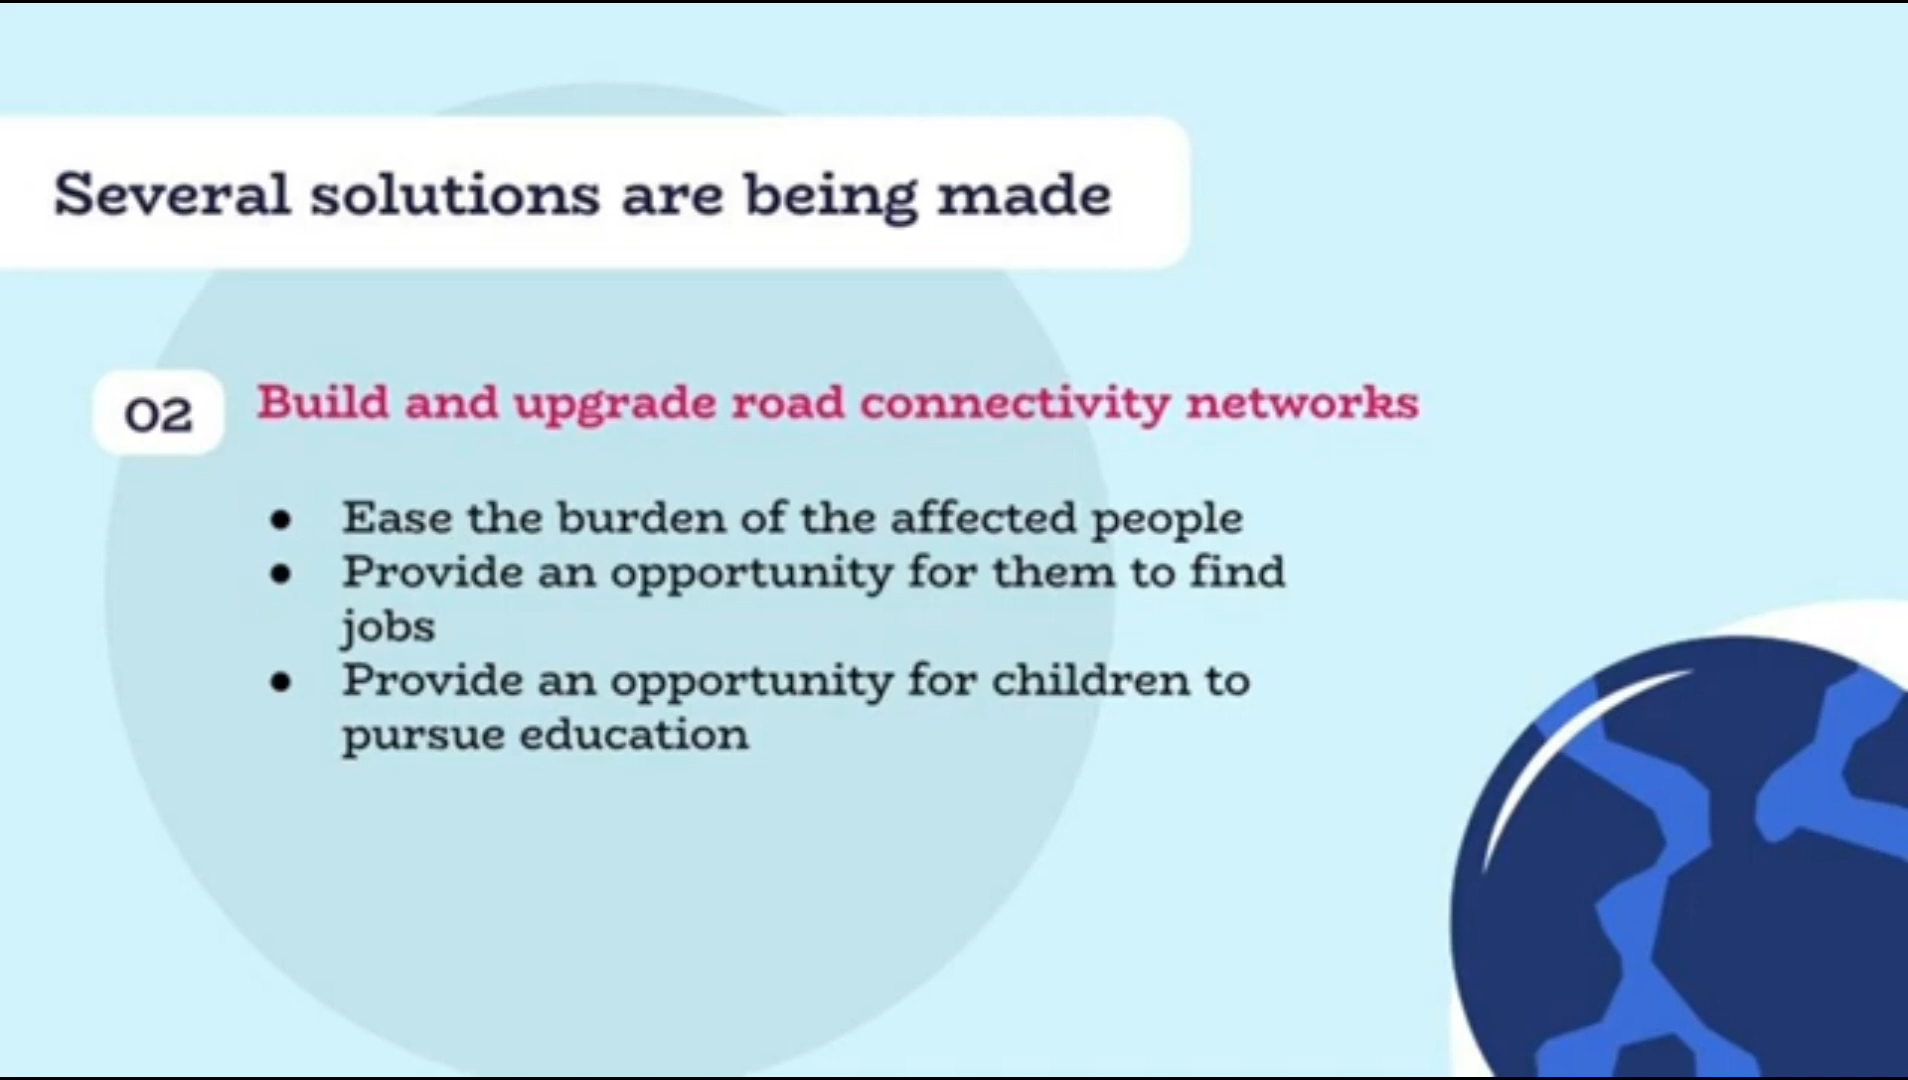 Several solutions are being made
02
Build and upgrade road connectivity networks
● Ease the burden of the affected people
● Provide an opportunity for them to find
jobs
● Provide an opportunity for children to
pursue education